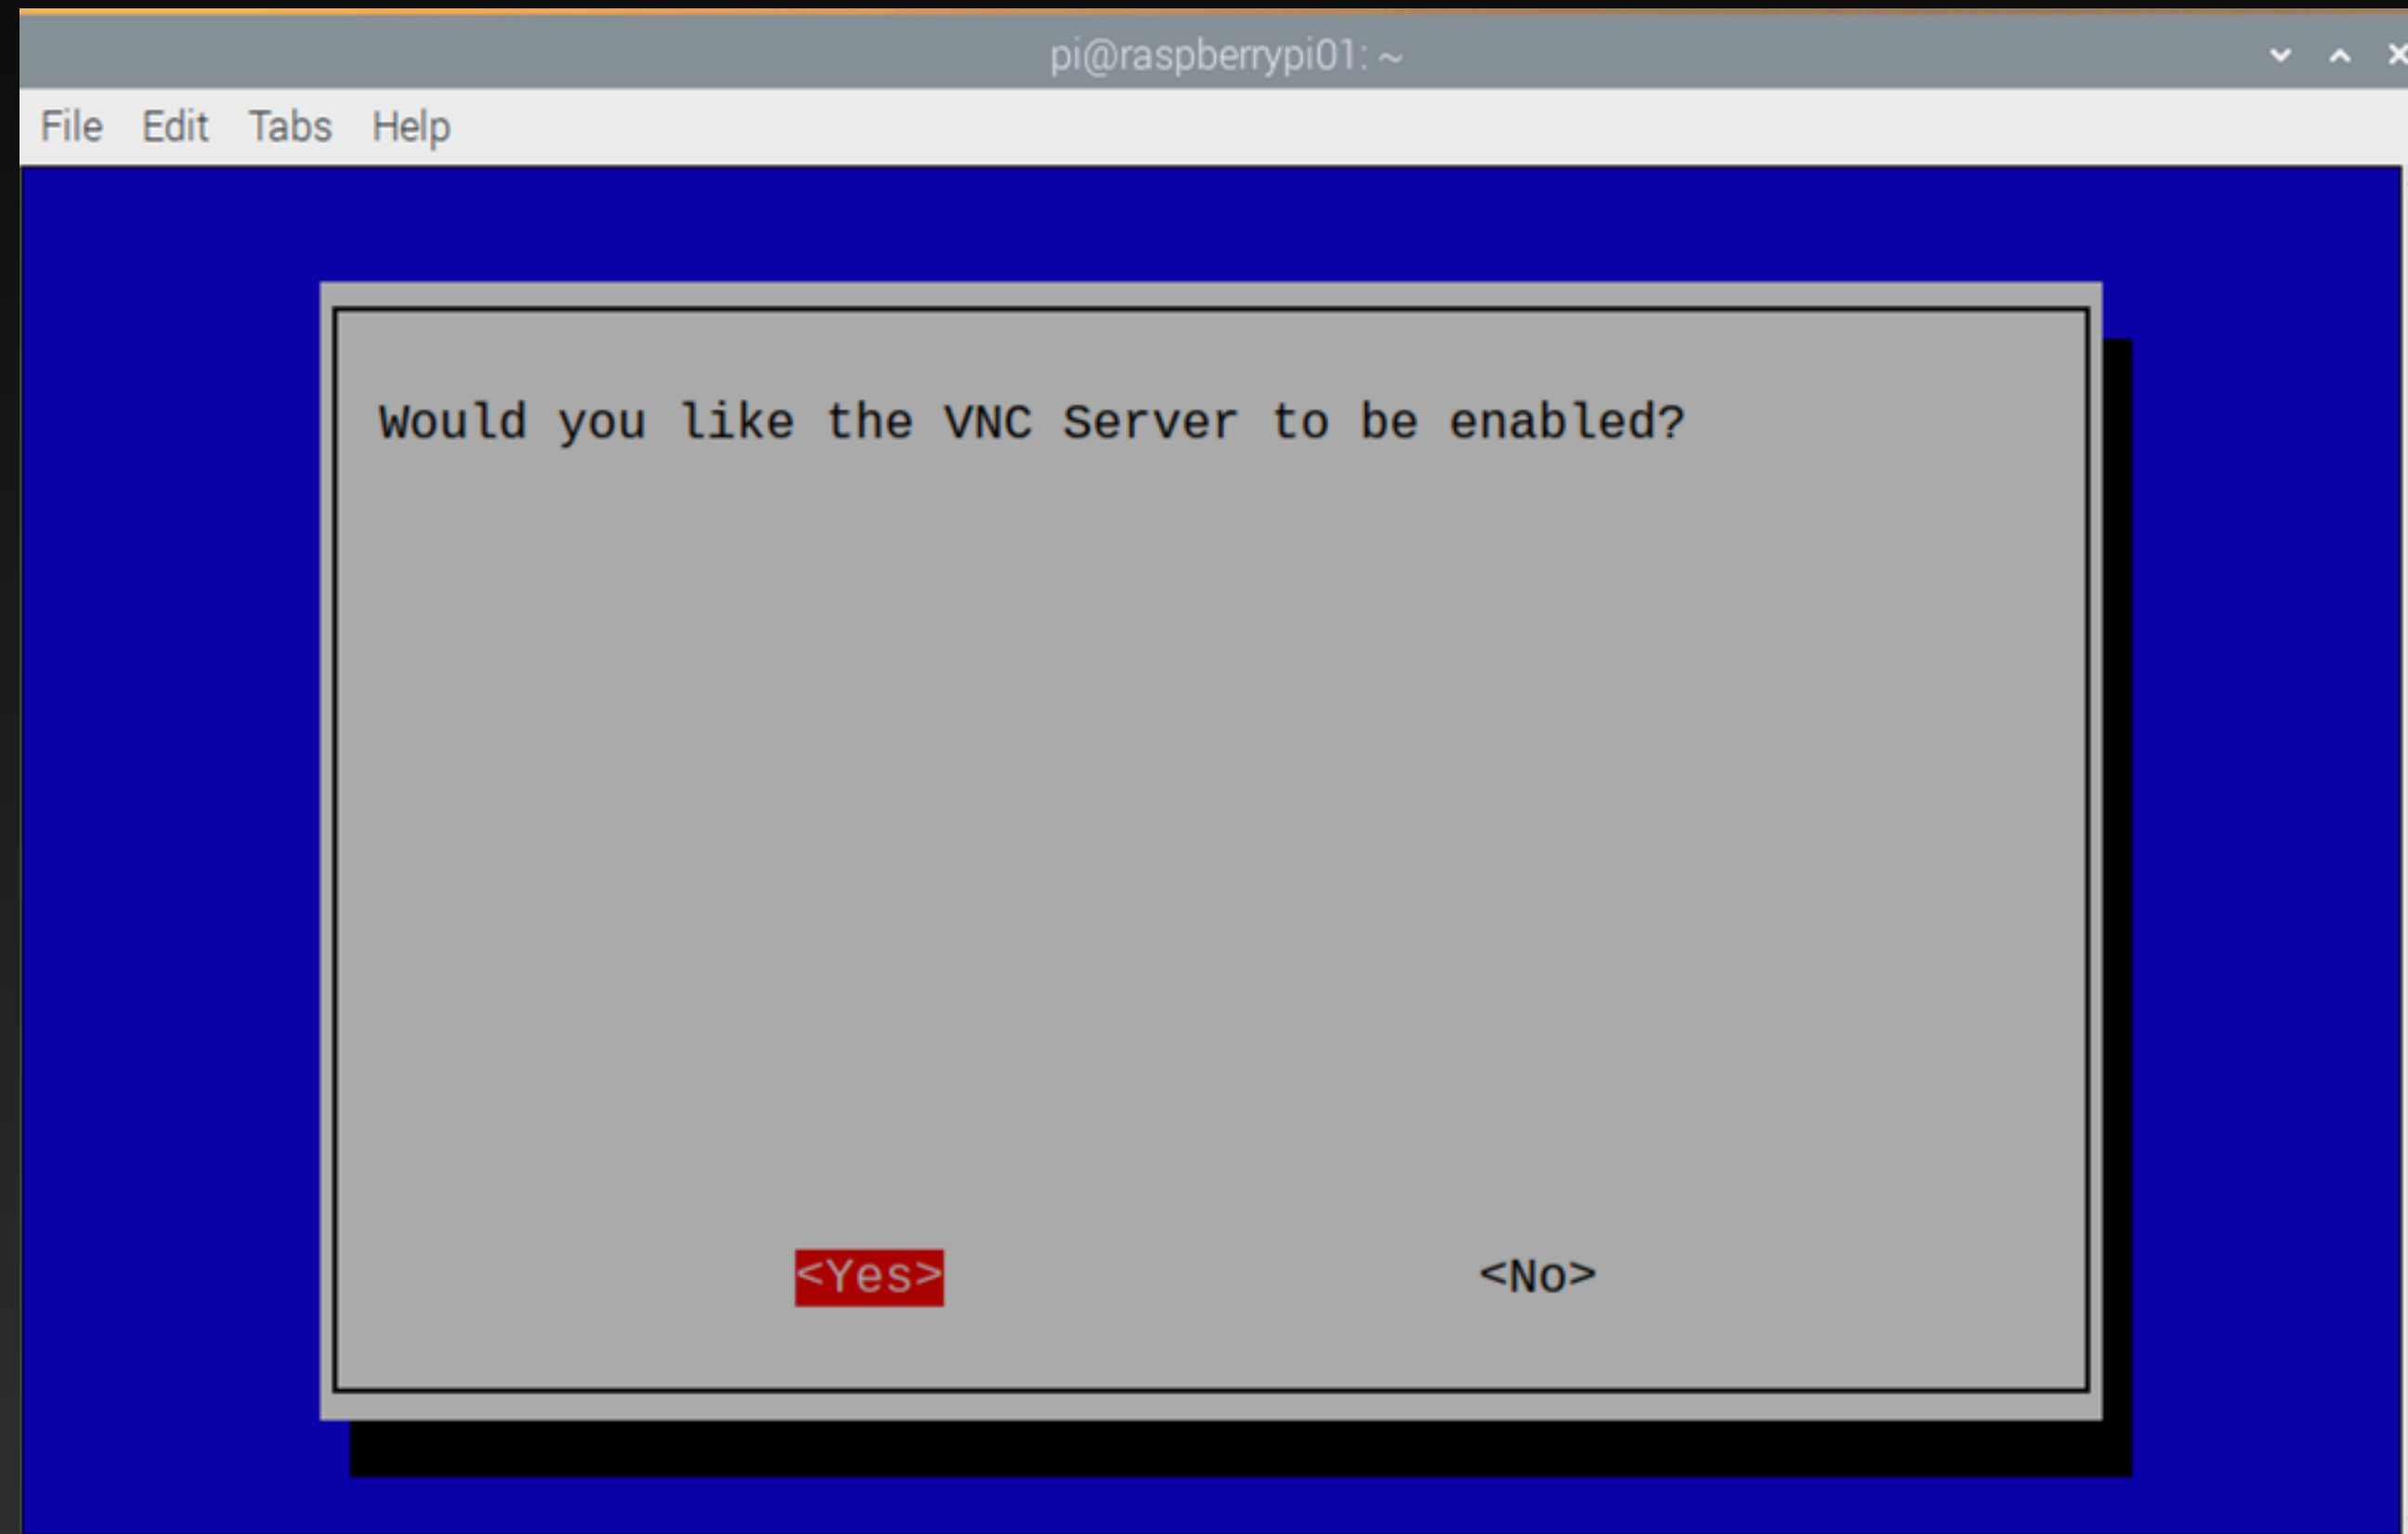 pi@raspberrypi01: ~
File Edit Tabs Help
Would you like the VNC Server to be enabled?
<Yes> <No>